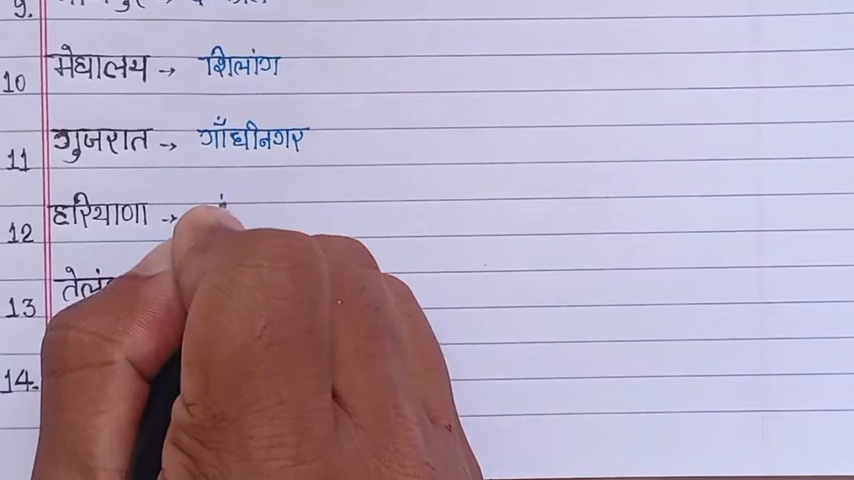 9.
10 मेघालय → शिलांग
11 गुजरात → गाँधीनगर
12 हरियाणा →
13
14.